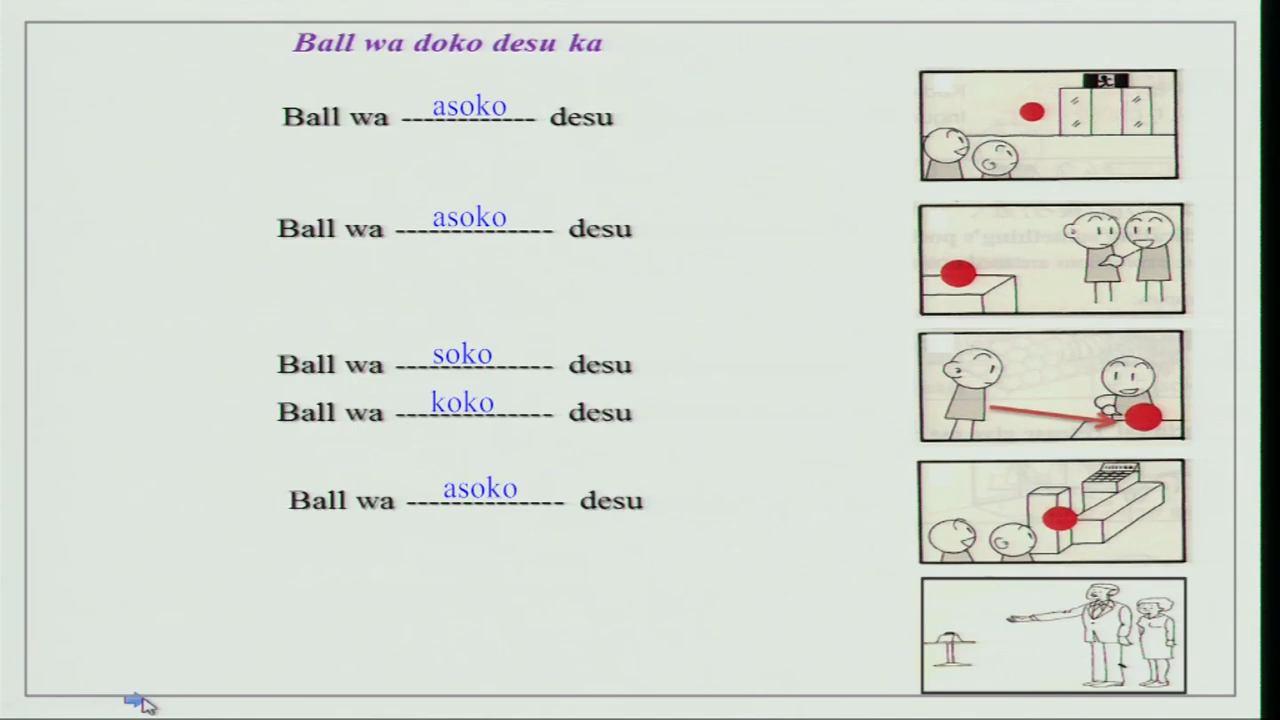 Ball wa doko desu ka
Ball wa ------------ desu
asoko
Ball wa -------------- desu
asoko
Ball wa -------------- desu
soko
Ball wa -------------- desu
koko
Ball wa -------------- desu
asoko